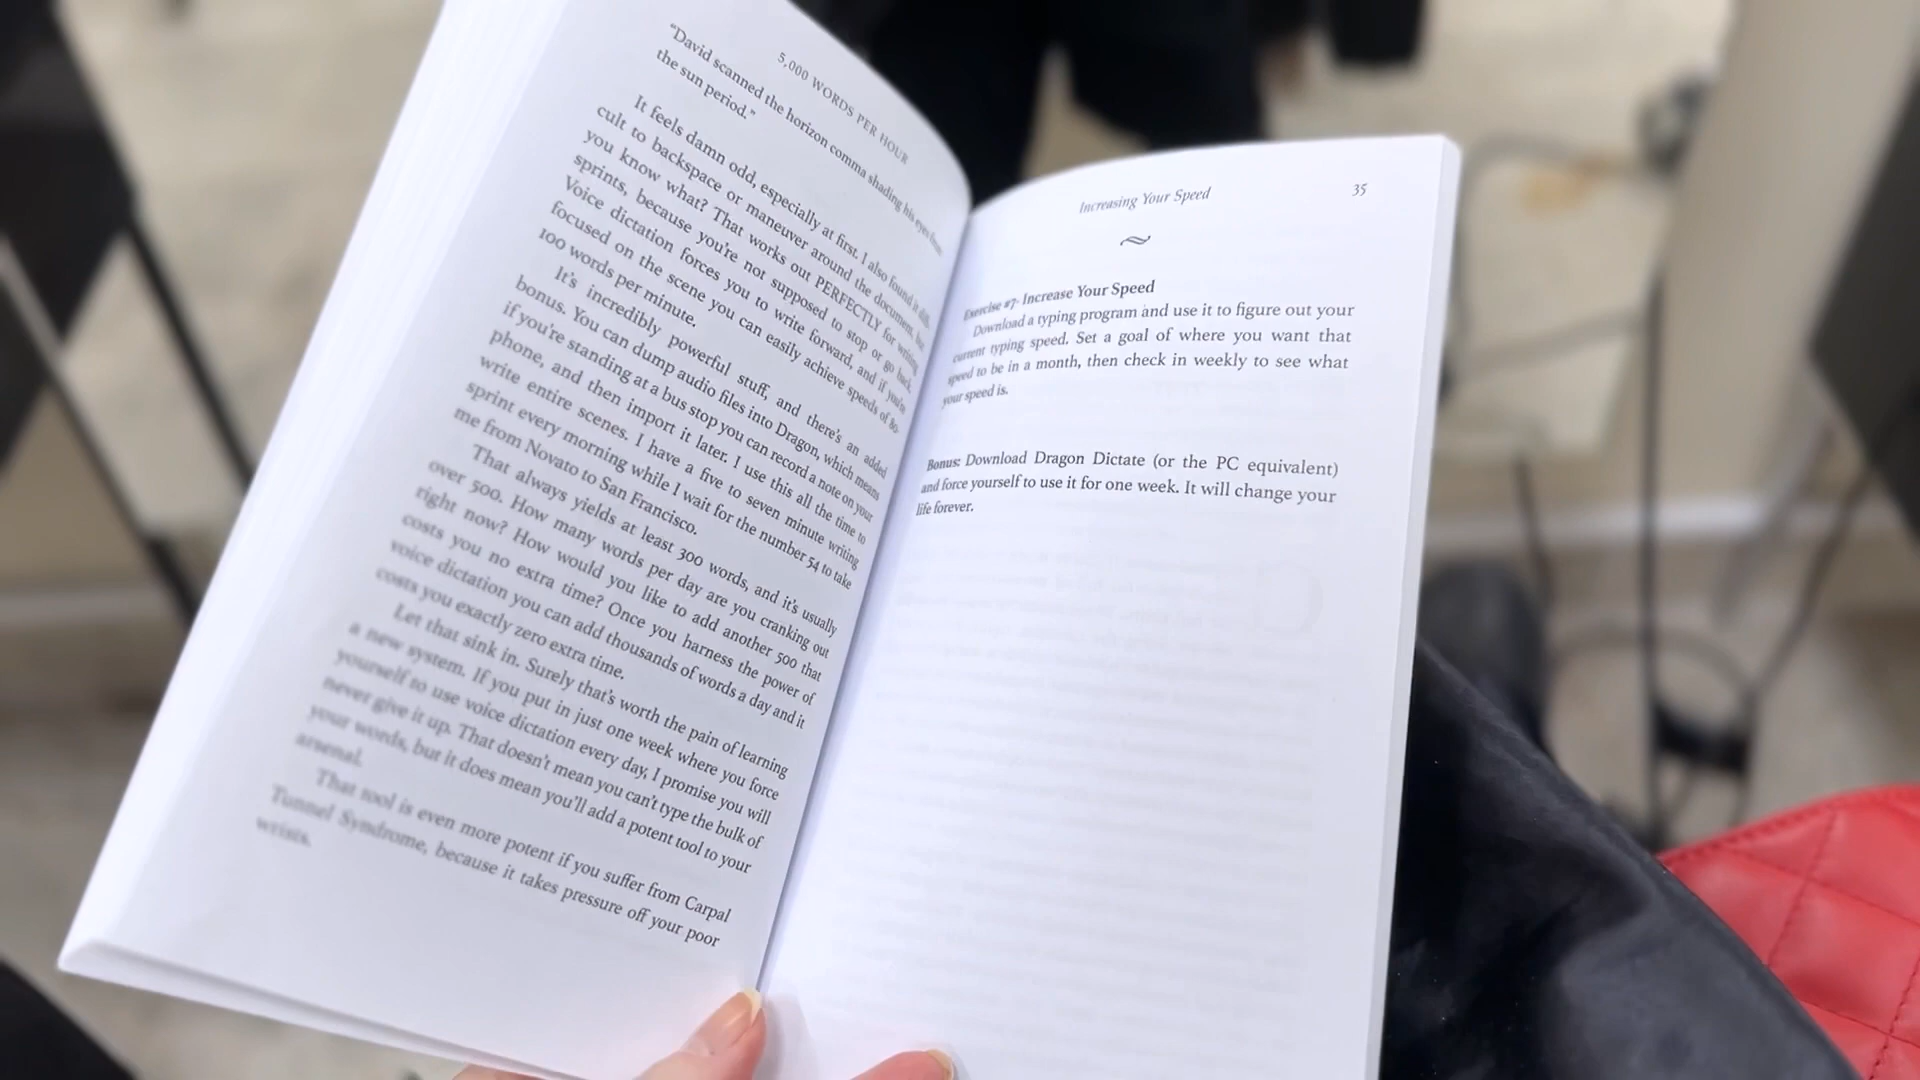 5,000 WORDS PER HOUR
"David scanned the horizon comma shading his eyes from
the sun period."
It feels damn odd, especially at first. I also found it diffi-
cult to backspace or maneuver around the document, but
you know what? That works out PERFECTLY for writing
sprints, because you're not supposed to stop or go back.
Voice dictation forces you to write forward, and if you're
focused on the scene you can easily achieve speeds of 80-
100 words per minute.
It's incredibly powerful stuff, and there's an added
bonus. You can dump audio files into Dragon, which means
if you're standing at a bus stop you can record a note on your
phone, and then import it later. I use this all the time to
write entire scenes. I have a five to seven minute writing
sprint every morning while I wait for the number 54 to take
me from Novato to San Francisco.
That always yields at least 300 words, and it's usually
over 500. How many words per day are you cranking out
right now? How would you like to add another 500 that
costs you no extra time? Once you harness the power of
voice dictation you can add thousands of words a day and it
costs you exactly zero extra time.
Let that sink in. Surely that's worth the pain of learning
a new system. If you put in just one week where you force
yourself to use voice dictation every day, I promise you will
never give it up. That doesn't mean you can't type the bulk of
your words, but it does mean you'll add a potent tool to your
arsenal.
That tool is even more potent if you suffer from Carpal
Tunnel Syndrome, because it takes pressure off your poor
wrists.
Increasing Your Speed 35
Exercise #7- Increase Your Speed
Download a typing program and use it to figure out your
current typing speed. Set a goal of where you want that
speed to be in a month, then check in weekly to see what
your speed is.
Bonus: Download Dragon Dictate (or the PC equivalent)
and force yourself to use it for one week. It will change your
life forever.